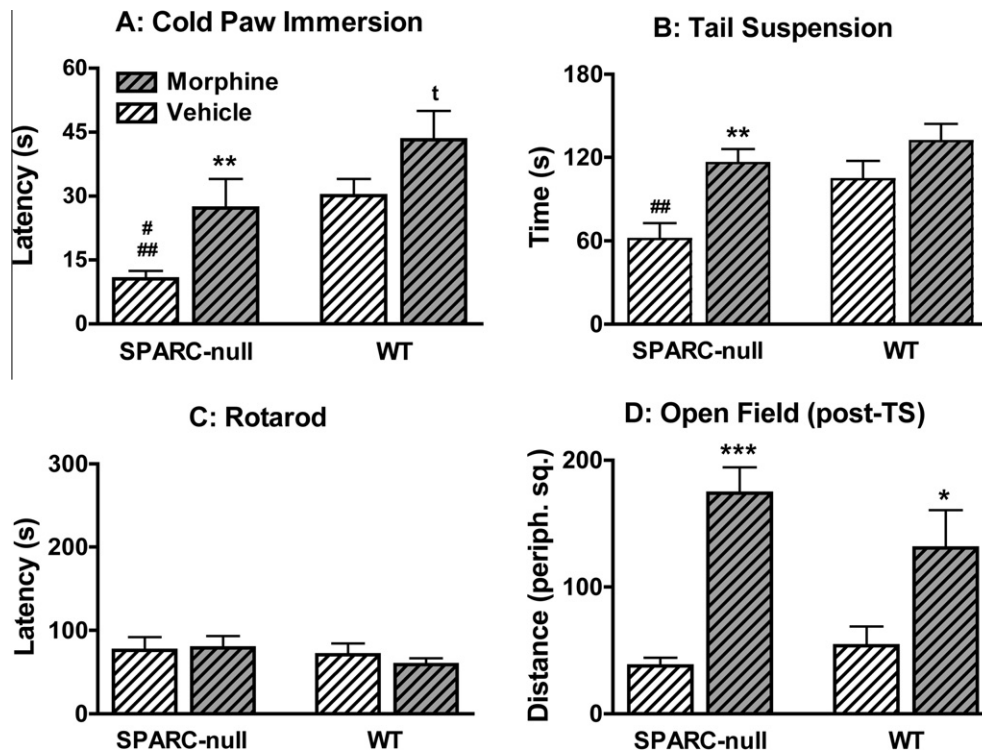 A: Cold Paw Immersion
60
45
30
15
0
Latency (s)
Morphine
Vehicle
#
##
**
t
SPARC-null
WT
B: Tail Suspension
180
120
60
0
Time (s)
##
**
SPARC-null
WT
C: Rotarod
300
200
100
0
Latency (s)
SPARC-null
WT
D: Open Field (post-TS)
200
100
0
Distance (periph. sq.)
***
*
SPARC-null
WT